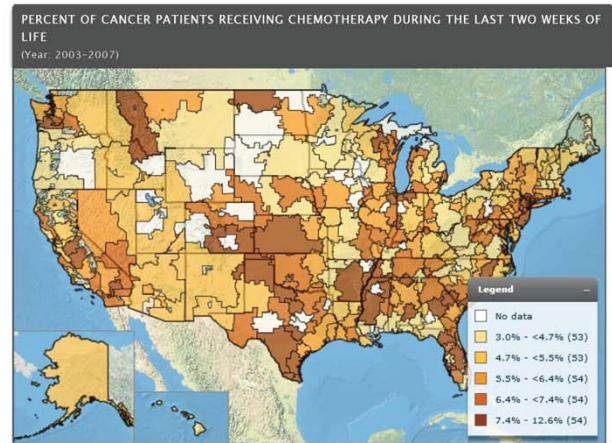 PERCENT OF CANCER PATIENTS RECEIVING CHEMOTHERAPY DURING THE LAST TWO WEEKS OF
LIFE
(Year: 2003-2007)
Legend –
No data
3.0% - <4.7% (53)
4.7% - <5.5% (53)
5.5% - <6.4% (54)
6.4% - <7.4% (54)
7.4% - 12.6% (54)